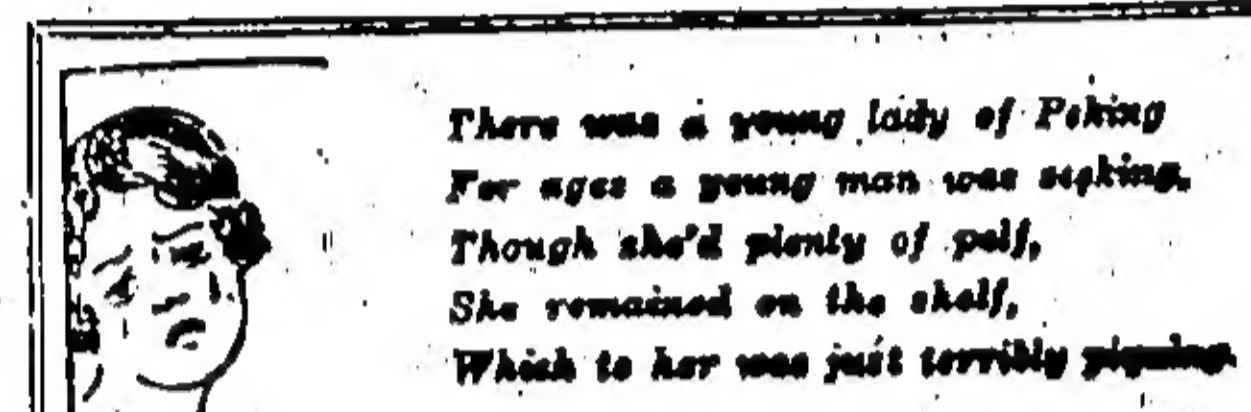 There was a young lady of Peking
For ages a young man was seeking,
Though she'd plenty of pelf,
She remained on the shelf,
Which to her was just terribly piquing.